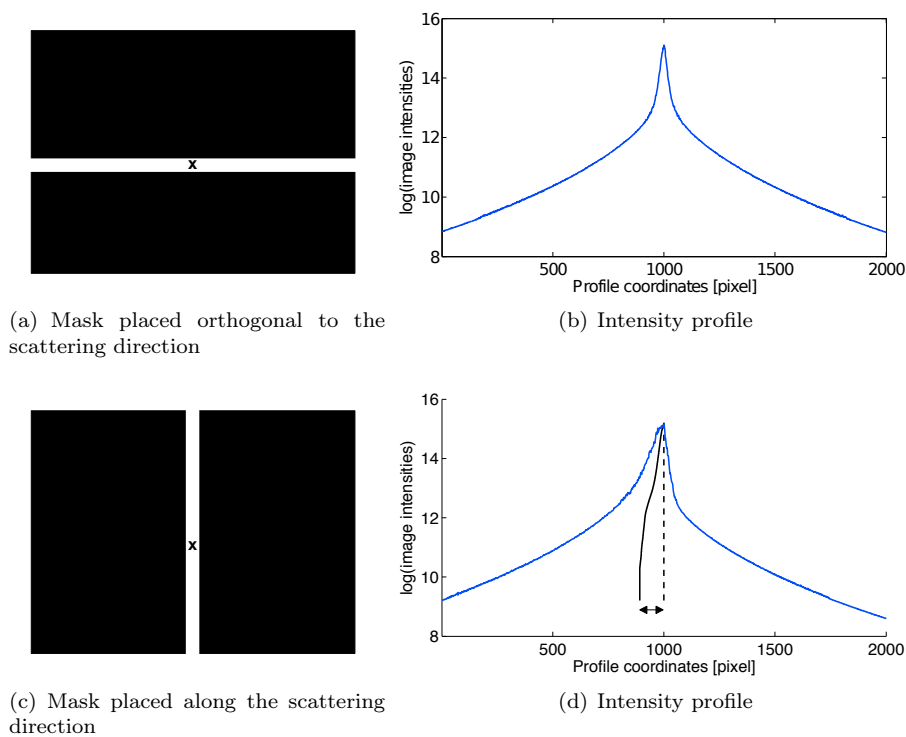 x
(a) Mask placed orthogonal to the
scattering direction
16
14
12
10
8
log(image intensities)
500
1000
1500
2000
Profile coordinates [pixel]
(b) Intensity profile
x
(c) Mask placed along the scattering
direction
16
14
12
10
8
log(image intensities)
500
1000
1500
2000
Profile coordinates [pixel]
(d) Intensity profile